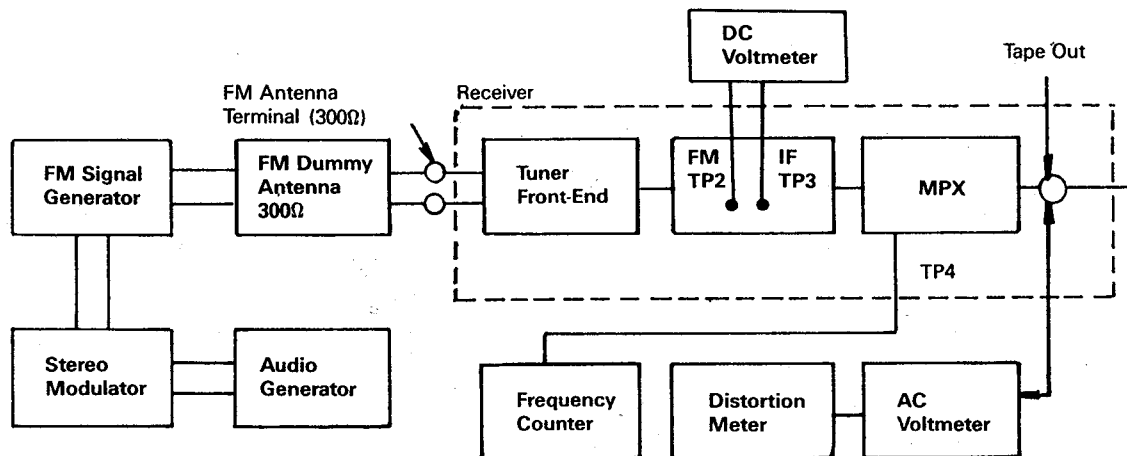 DC
Voltmeter
Tape Out
FM Antenna
Terminal (300Ω)
Receiver
FM Signal
Generator
FM Dummy
Antenna
300Ω
Tuner
Front-End
FM
TP2
IF
TP3
MPX
TP4
Stereo
Modulator
Audio
Generator
Frequency
Counter
Distortion
Meter
AC
Voltmeter